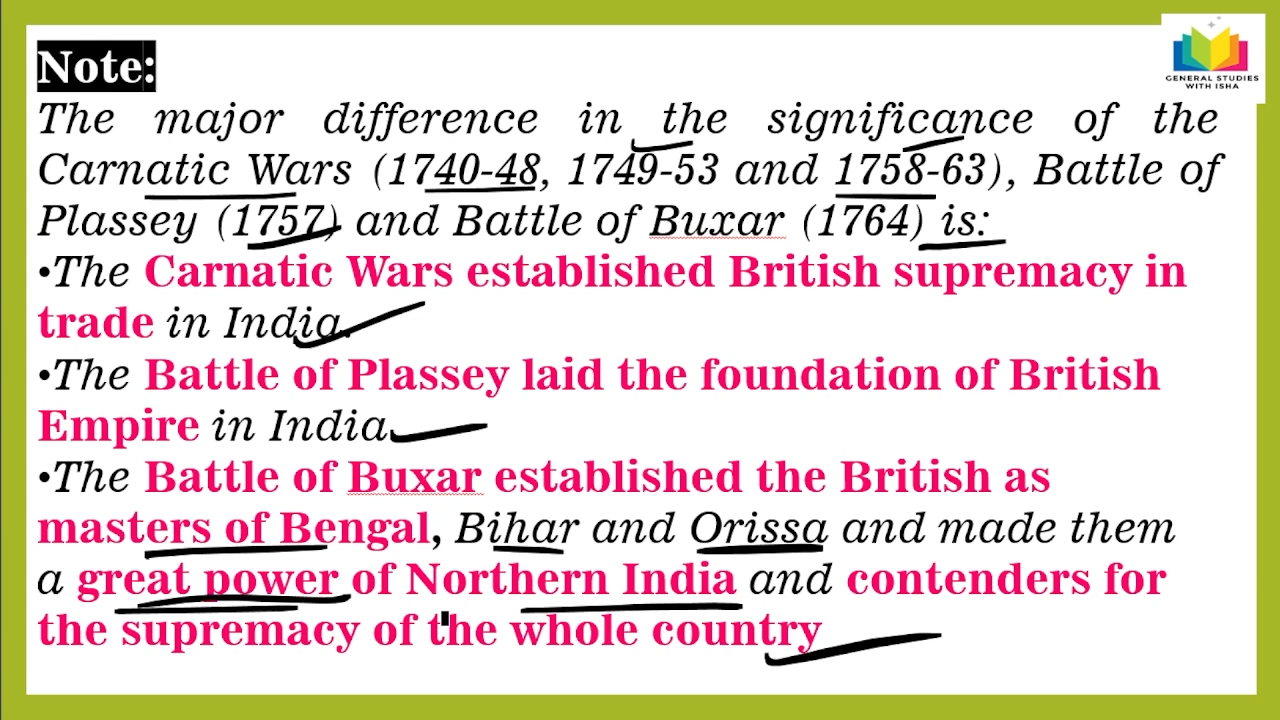 Note:
GENERAL STUDIES
WITH ISHA
The major difference in the significance of the
Carnatic Wars (1740-48, 1749-53 and 1758-63), Battle of
Plassey (1757) and Battle of Buxar (1764) is:
•The Carnatic Wars established British supremacy in
trade in India.
•The Battle of Plassey laid the foundation of British
Empire in India
•The Battle of Buxar established the British as
masters of Bengal, Bihar and Orissa and made them
a great power of Northern India and contenders for
the supremacy of the whole country